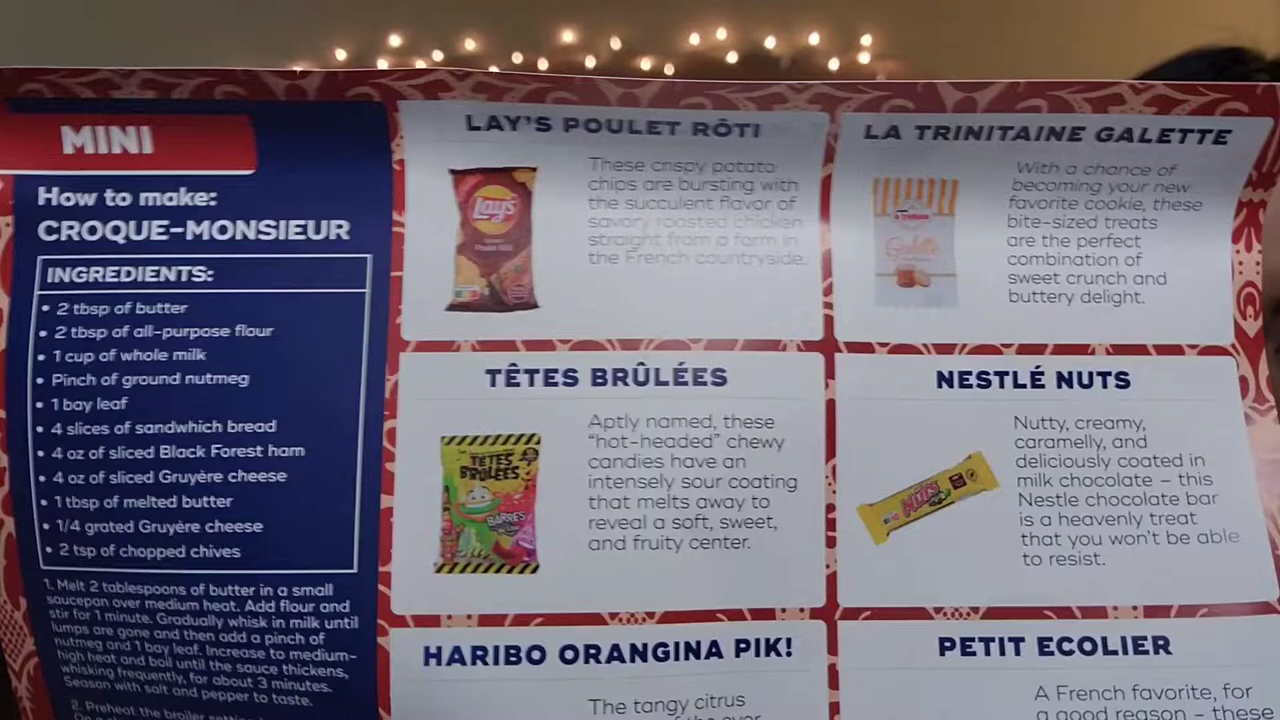 MINI
How to make:
CROQUE-MONSIEUR
INGREDIENTS:
• 2 tbsp of butter
• 2 tbsp of all-purpose flour
• 1 cup of whole milk
• Pinch of ground nutmeg
• 1 bay leaf
• 4 slices of sandwhich bread
• 4 oz of sliced Black Forest ham
• 4 oz of sliced Gruyère cheese
• 1 tbsp of melted butter
• 1/4 grated Gruyére cheese
• 2 tsp of chopped chives
1. Melt 2 tablespoons of butter in a small
saucepan over medium heat. Add flour and
stir for 1 minute. Gradually whisk in milk until
lumps are gone and then add a pinch of
nutmeg and 1 bay leaf. Increase to medium-
high heat and boil until the sauce thickens,
whisking frequently, for about 3 minutes.
Season with salt and pepper to taste.
2. Preheat the broiler
LAY'S POULET RÔTI
Lay's
Poulet Rôti
These crispy potato
chips are bursting with
the succulent flavor of
savory roasted chicken
straight from a farm in
the French countryside.
LA TRINITAINE GALETTE
Galette
With a chance of
becoming your new
favorite cookie, these
bite-sized treats
are the perfect
combination of
sweet crunch and
buttery delight.
TÊTES BRÛLÉES
TÊTES
BRÛLÉES
BARRES
Aptly named, these
"hot-headed" chewy
candies have an
intensely sour coating
that melts away to
reveal a soft, sweet,
and fruity center.
NESTLÉ NUTS
NUTS
Nutty, creamy,
caramelly, and
deliciously coated in
milk chocolate – this
Nestle chocolate bar
is a heavenly treat
that you won't be able
to resist.
HARIBO ORANGINA PIK!
The tangy citrus
PETIT ECOLIER
A French favorite, for
a good reason – these